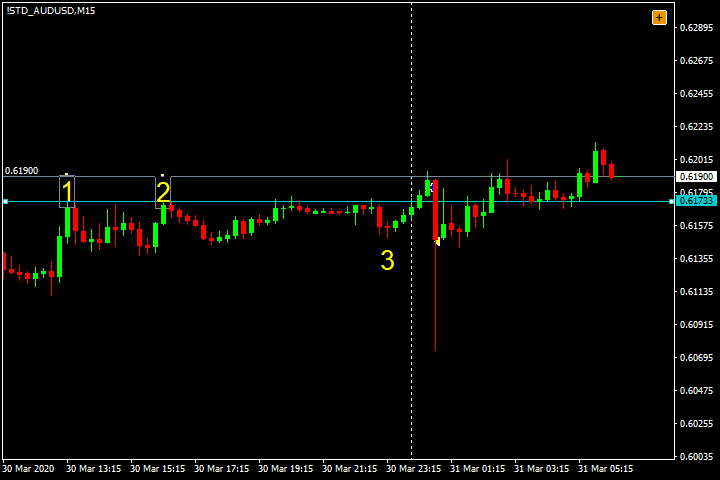 !STD_AUDUSD,M15
+
0.62895
0.62675
0.62455
0.62235
0.62015
0.61900
0.61900
1
2
0.61795
0.61733
0.61575
3
0.61355
0.61135
0.60915
0.60695
0.60475
0.60255
0.60035
30 Mar 2020
30 Mar 13:15
30 Mar 15:15
30 Mar 17:15
30 Mar 19:15
30 Mar 21:15
30 Mar 23:15
31 Mar 01:15
31 Mar 03:15
31 Mar 05:15